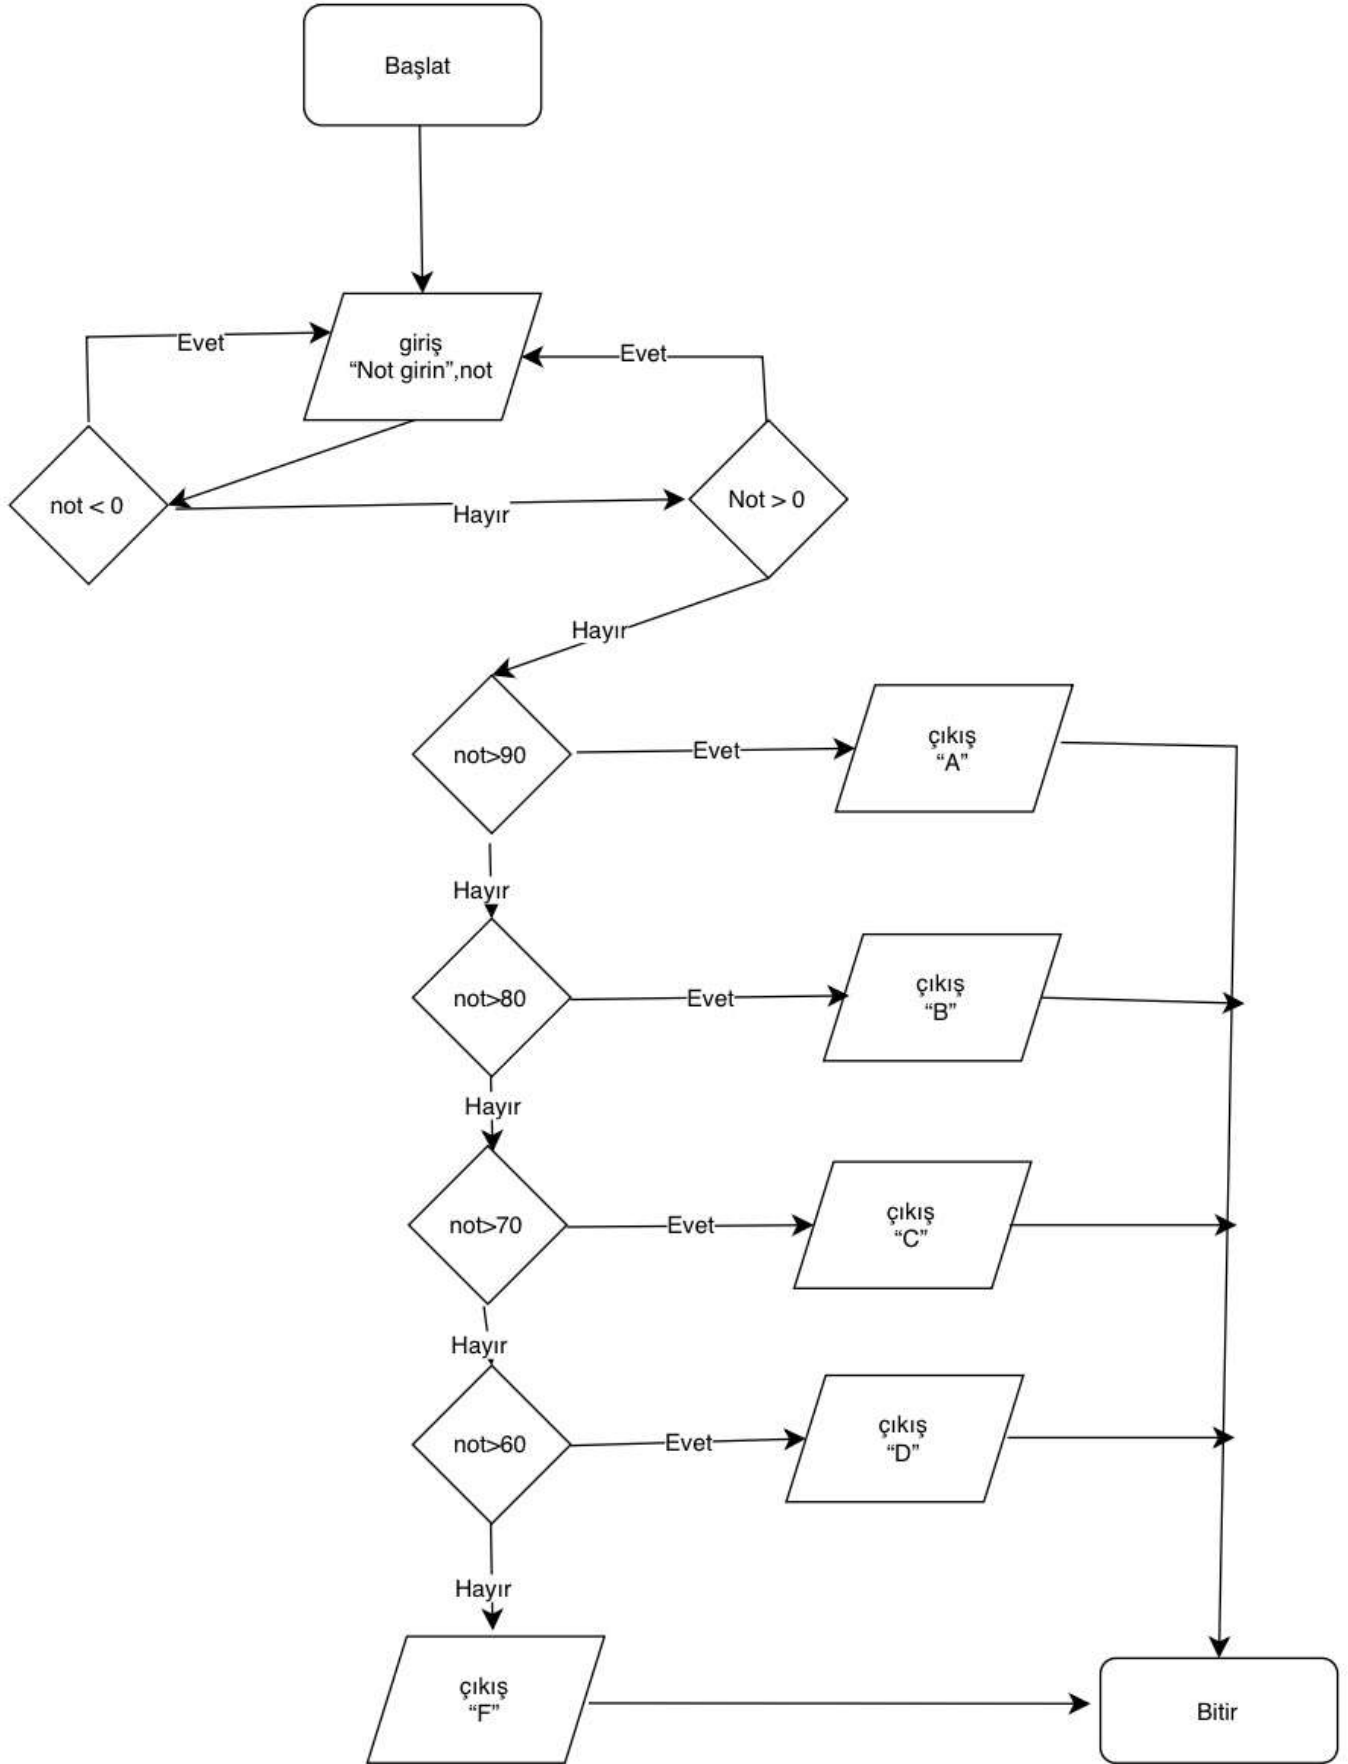 Başlat
giriş
“Not girin”,not
Evet
Evet
not < 0
Hayır
Not > 0
Hayır
not>90
Evet
çıkış
“A”
Hayır
not>80
Evet
çıkış
“B”
Hayır
not>70
Evet
çıkış
“C”
Hayır
not>60
Evet
çıkış
“D”
Hayır
çıkış
“F”
Bitir